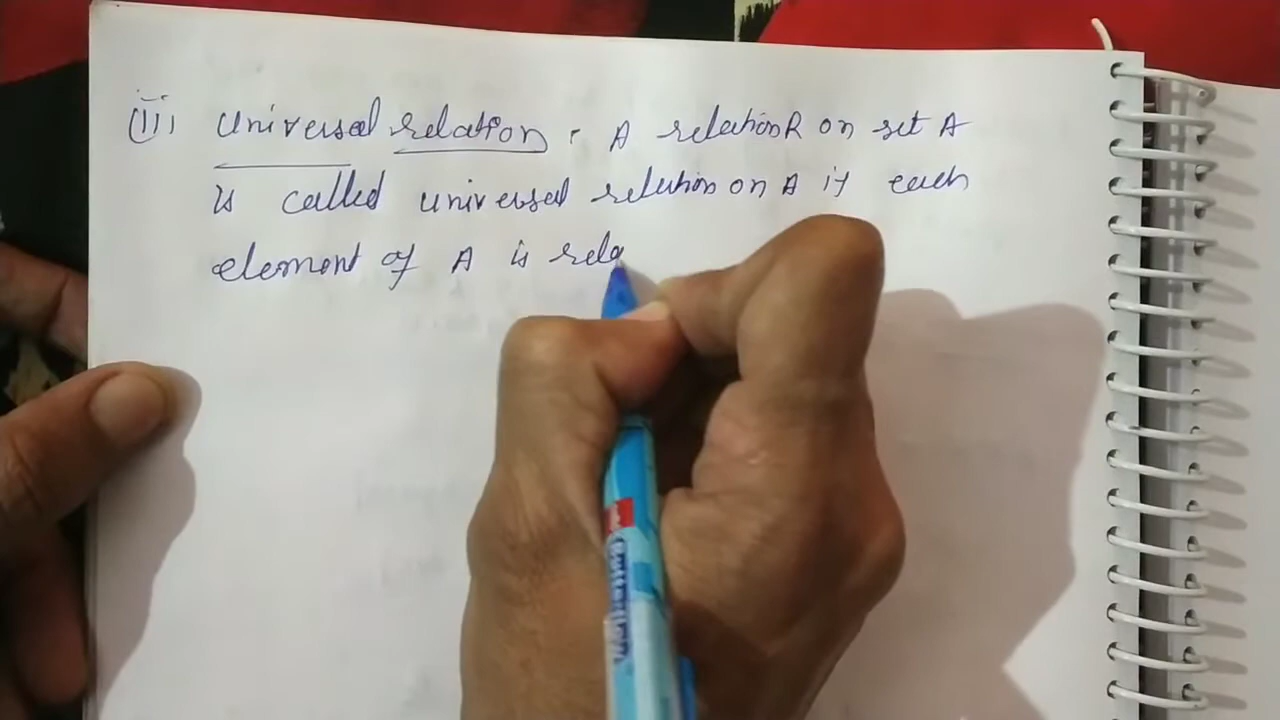 (ii) Universal relation : A relation R on set A
is called universal relation on A if each
element of A is rela